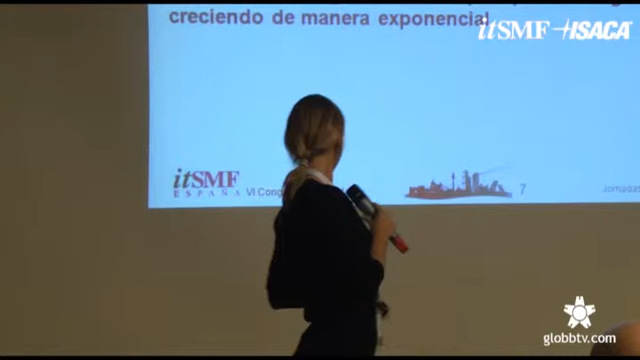 creciendo de manera exponencial.
itSMF ISACA
itSMF
ESPAÑA
VI Cong
7
Jornadas
globbtv.com